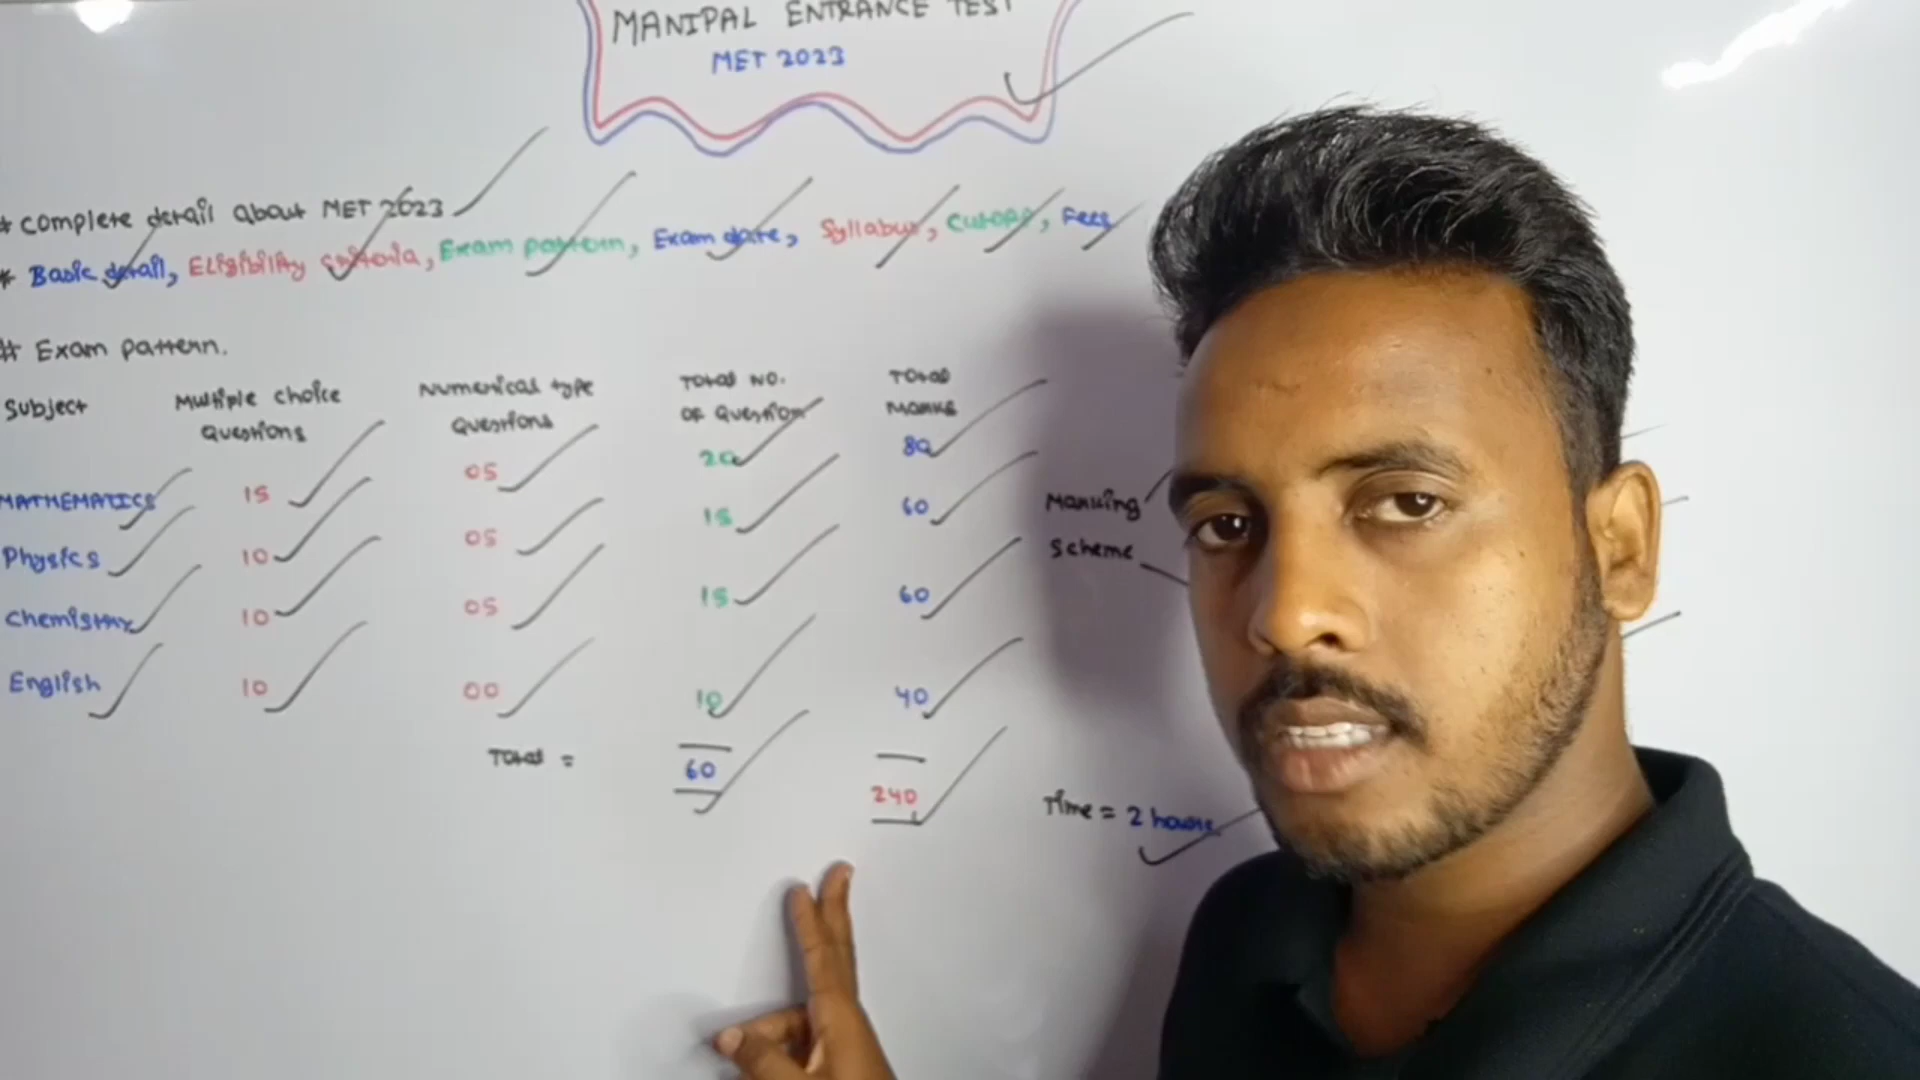 MANIPAL ENTRANCE TEST
MET 2023
* Complete detail about MET 2023
* Basic detail, Eligibility criteria, Exam pattern, Exam date, Syllabus, Cutoff, Fees
# Exam pattern.
Subject Multiple choice Questions Numerical type Questions Total No. Of Question Total Marks
MATHEMATICS 15 05 20 80
Physics 10 05 15 60
Chemistry 10 05 15 60
English 10 00 10 40
Total = 60 240
Marking
Scheme
Time = 2 hours